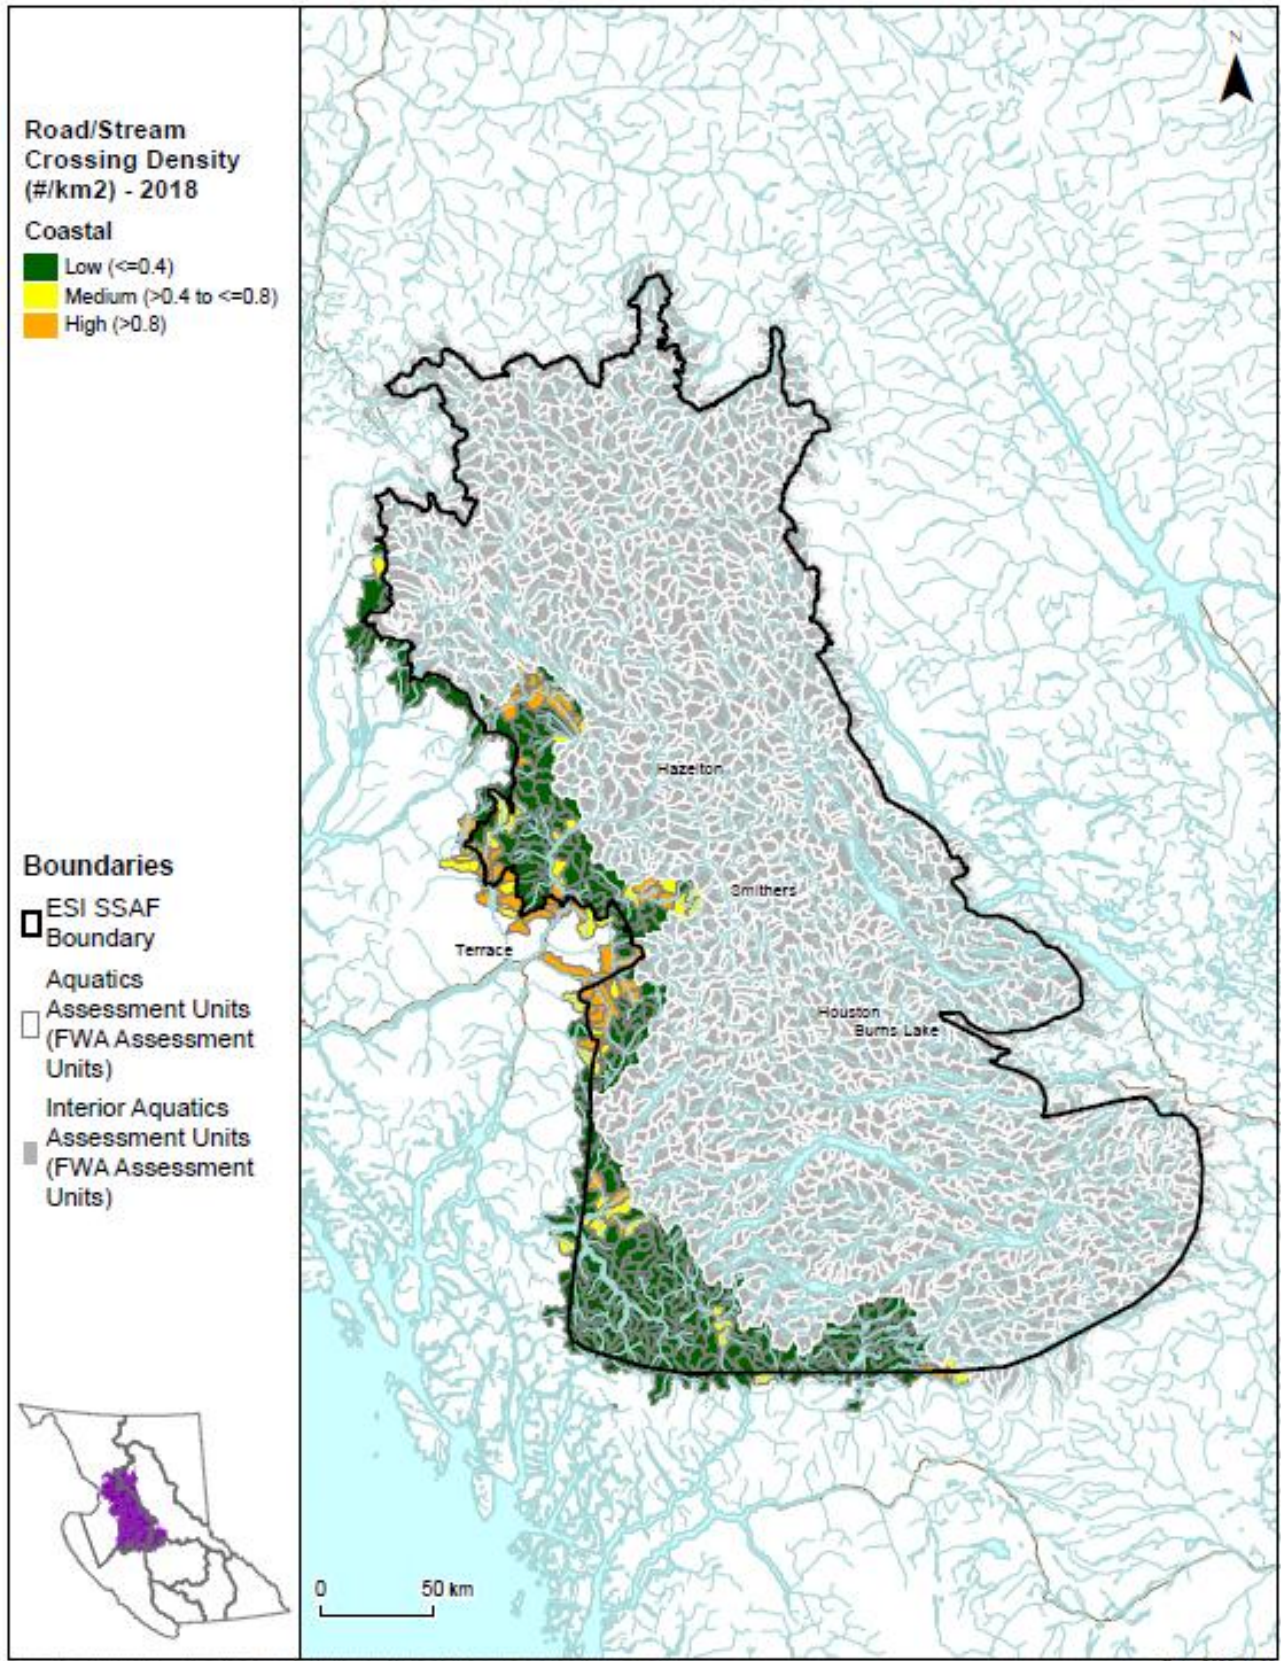 Road/Stream
Crossing Density
(#/km2) - 2018
Coastal
Low (<=0.4)
Medium (>0.4 to <=0.8)
High (>0.8)
Boundaries
ESI SSAF
Boundary
Aquatics
Assessment Units
(FWA Assessment
Units)
Interior Aquatics
Assessment Units
(FWA Assessment
Units)
N
Hazelton
Smithers
Terrace
Houston
Burns Lake
0 50 km